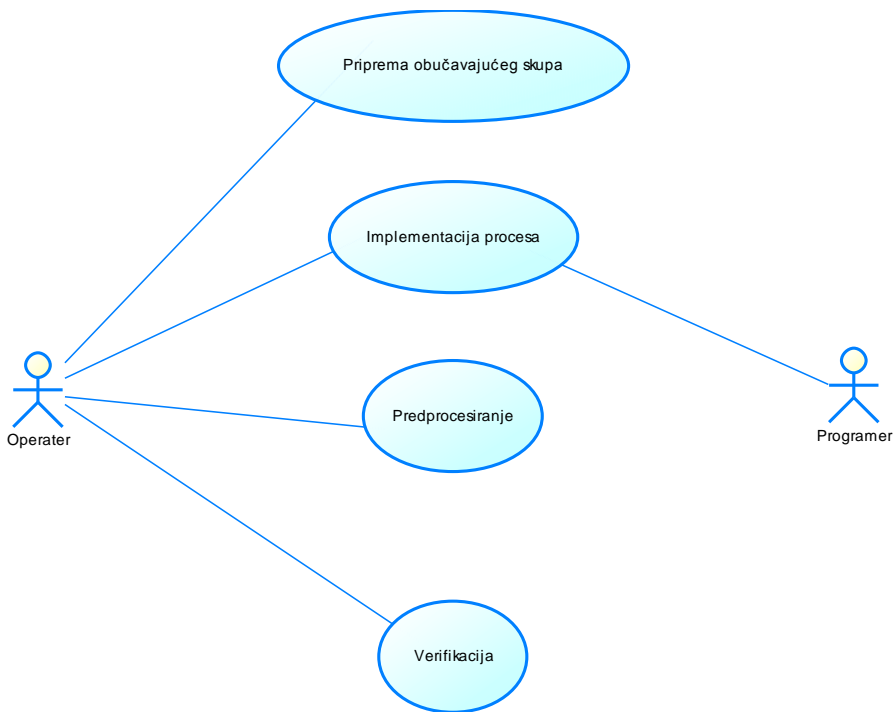 Priprema obučavajućeg skupa
Implementacija procesa
Predprocesiranje
Operater
Programer
Verifikacija